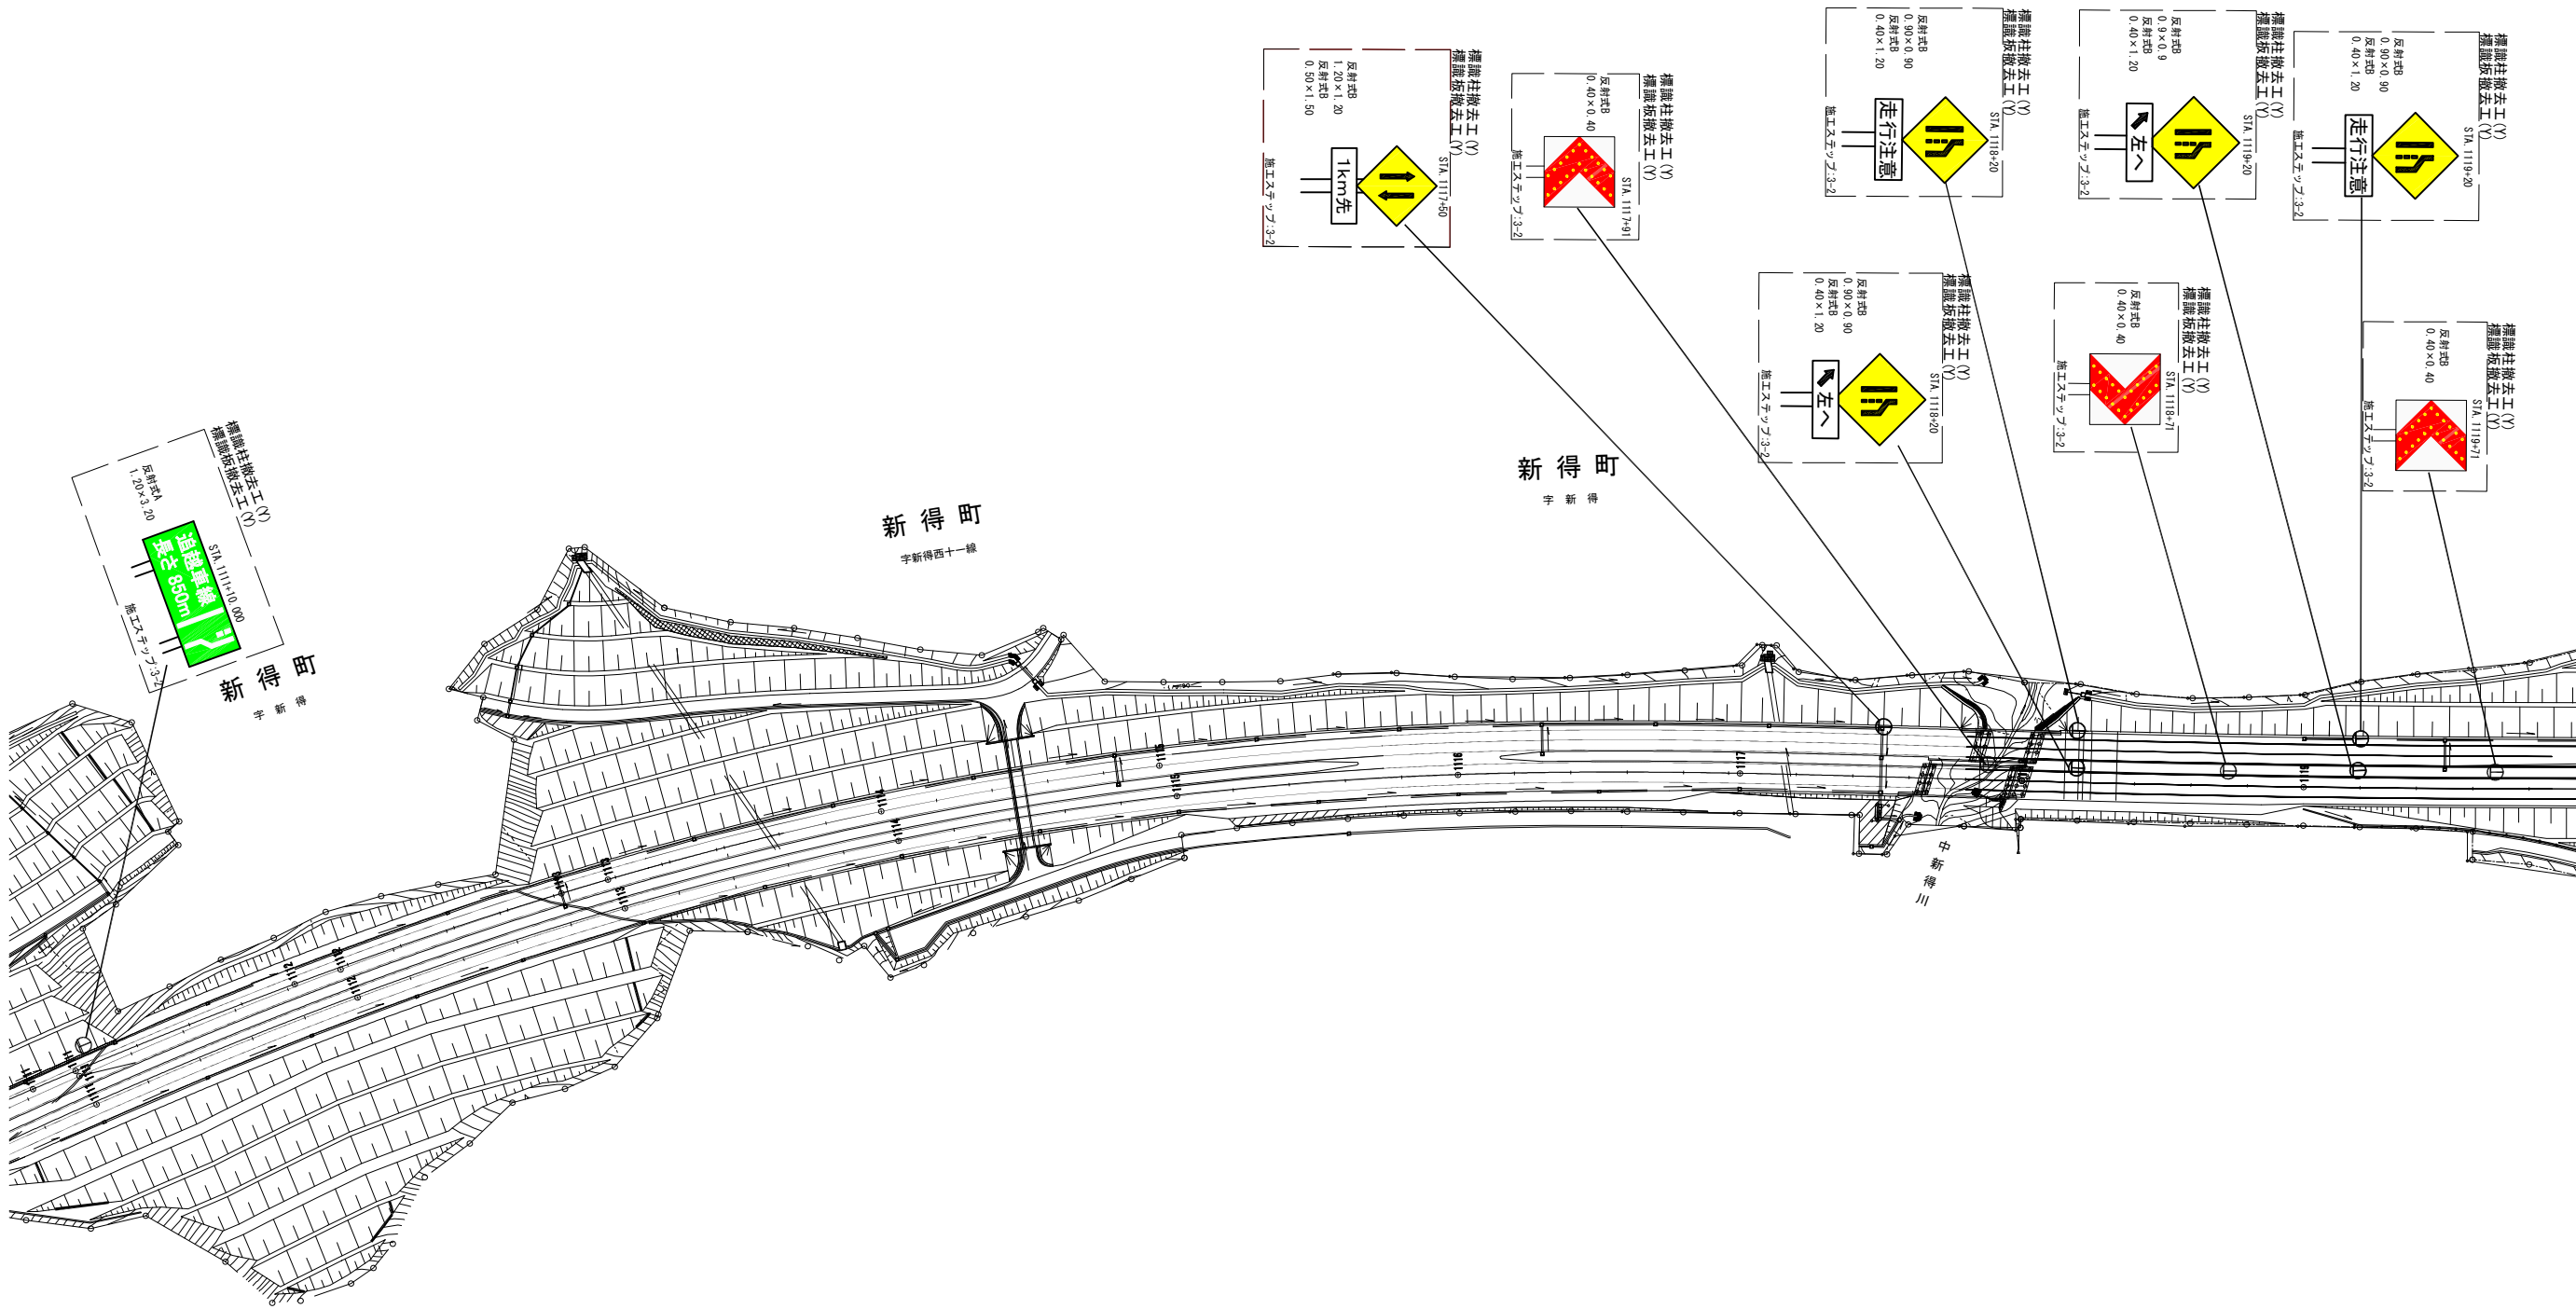 標識柱撤去工(Y)
標識板撤去工(Y)
STA.1111+10.000
反射式A
1.20×3.20
追越車線
長さ 850m
施工ステップ:3-2
新得町
字 新 得
新得町
字新得西十一線
新得町
字 新 得
標識柱撤去工(Y)
標識板撤去工(Y)
STA.1117+50
反射式B
1.20×1.20
反射式B
0.50×1.50
1km先
施工ステップ:3-2
標識柱撤去工(Y)
標識板撤去工(Y)
STA.1117+91
反射式B
0.40×0.40
施工ステップ:3-2
標識柱撤去工(Y)
標識板撤去工(Y)
STA.1118+20
反射式B
0.90×0.90
反射式B
0.40×1.20
走行注意
施工ステップ:3-2
標識柱撤去工(Y)
標識板撤去工(Y)
STA.1118+20
反射式B
0.90×0.90
反射式B
0.40×1.20
左へ
施工ステップ:3-2
標識柱撤去工(Y)
標識板撤去工(Y)
STA.1119+20
反射式B
0.9×0.9
反射式B
0.40×1.20
左へ
施工ステップ:3-2
標識柱撤去工(Y)
標識板撤去工(Y)
STA.1118+71
反射式B
0.40×0.40
施工ステップ:3-2
標識柱撤去工(Y)
標識板撤去工(Y)
STA.1119+20
反射式B
0.90×0.90
反射式B
0.40×1.20
走行注意
施工ステップ:3-2
標識柱撤去工(Y)
標識板撤去工(Y)
STA.1119+71
反射式B
0.40×0.40
施工ステップ:3-2
1112
1112
1112
1113
1113
1114
1114
1115
1115
1116
1117
1119
中新得川